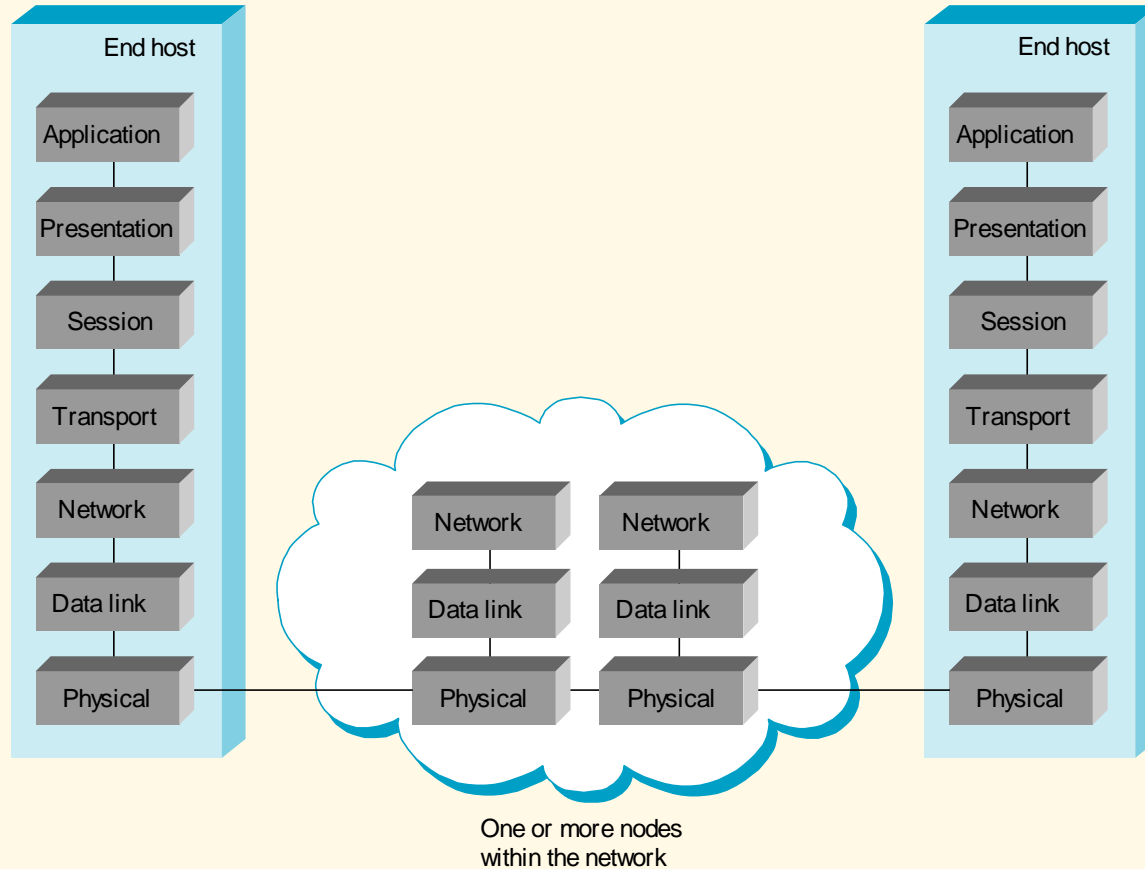 End host
Application
Presentation
Session
Transport
Network
Data link
Physical
Network
Data link
Physical
Network
Data link
Physical
One or more nodes
within the network
End host
Application
Presentation
Session
Transport
Network
Data link
Physical